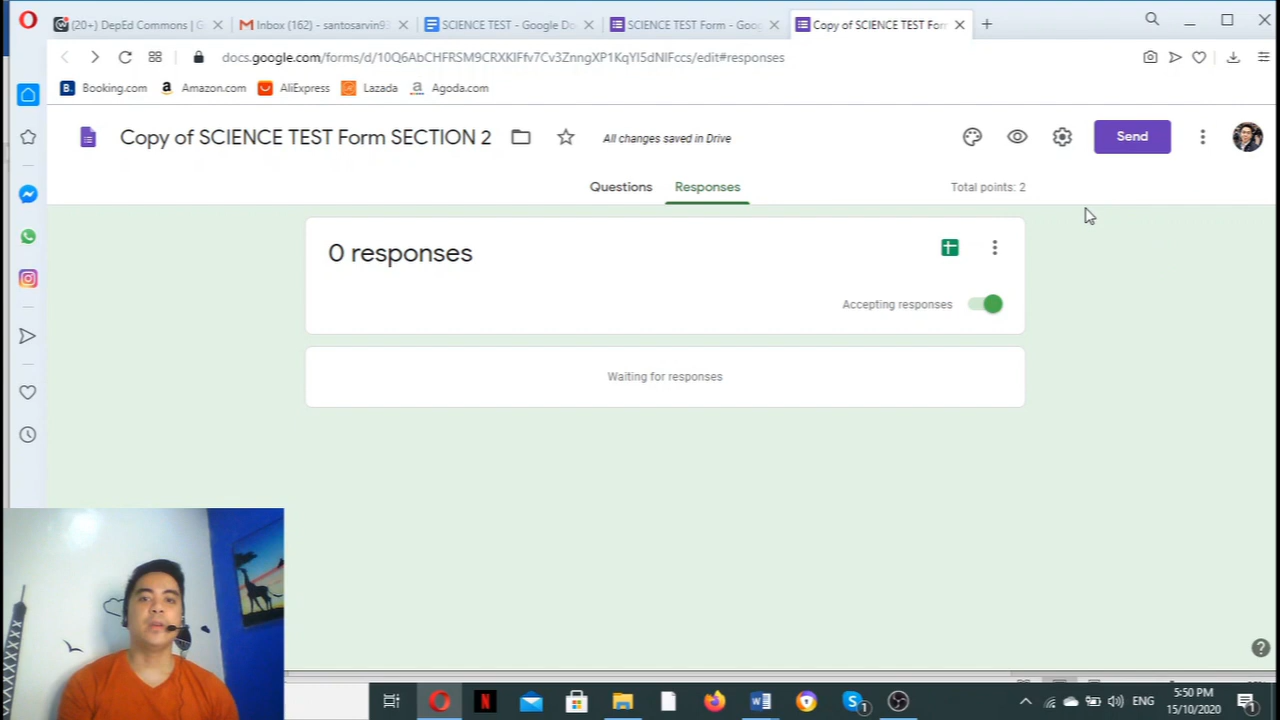 (20+) DepEd Commons | G
Inbox (162) - santosarvin9
SCIENCE TEST - Google Do
SCIENCE TEST Form - Goog
Copy of SCIENCE TEST For
docs.google.com/forms/d/10Q6AbCHFRSM9CRXKIFfv7Cv3ZnngXP1KqYI5dNIFccs/edit#responses
B. Booking.com
a Amazon.com
AliExpress
Lazada
a Agoda.com
Copy of SCIENCE TEST Form SECTION 2
All changes saved in Drive
Send
Questions
Responses
Total points: 2
0 responses
Accepting responses
Waiting for responses
ENG
5:50 PM
15/10/2020